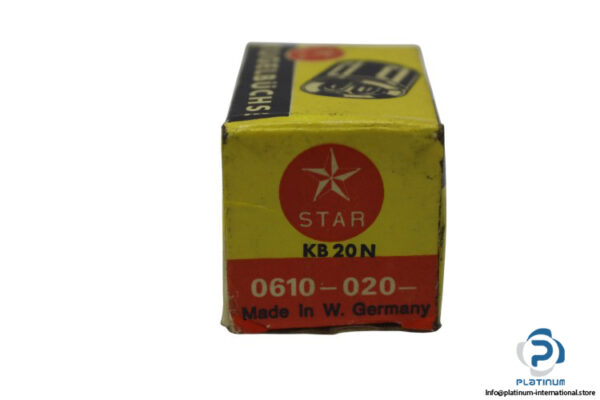 STAR
KB 20 N
0610-020-
Made in W. Germany
PLATINUM
Info@platinum-international.store